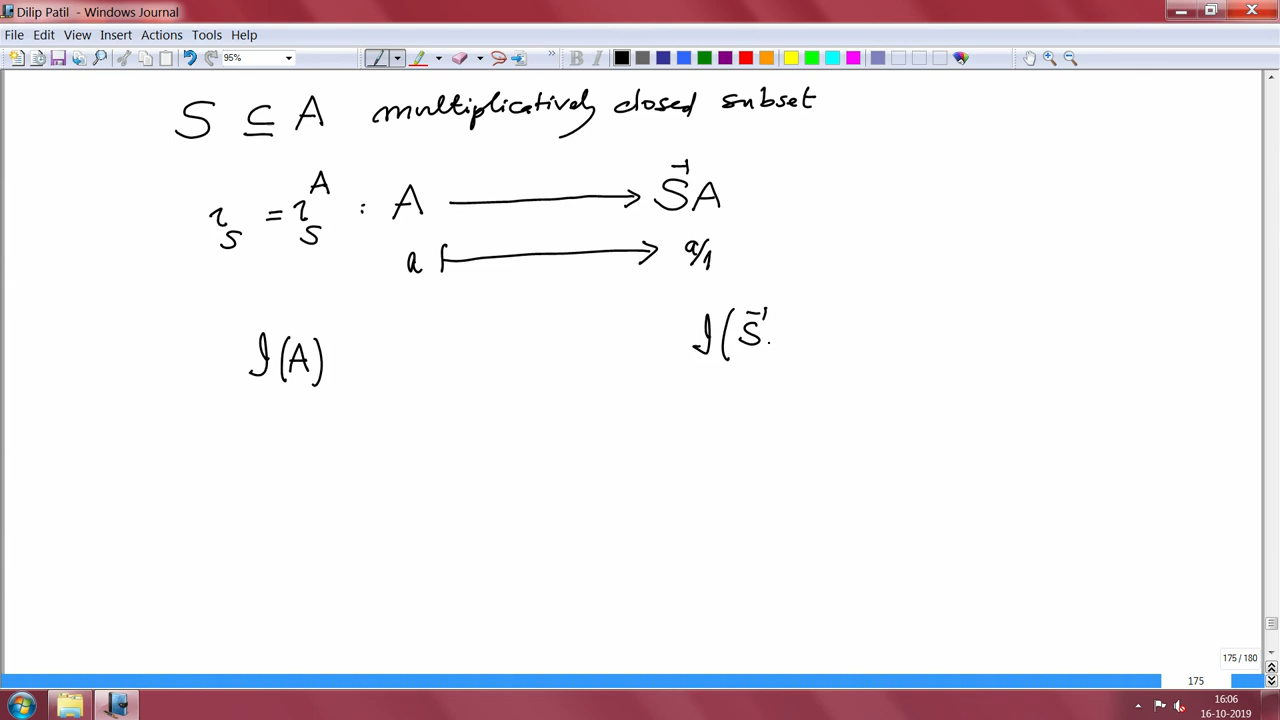 Dilip Patil - Windows Journal
File Edit View Insert Actions Tools Help
95%
S ⊆ A multiplicatively closed subset
ι_S = ι_S^A : A ⟶ S⁻¹A
a ⟼ a/1
I(A) I(S⁻¹
175 / 180
175
16:06
16-10-2019